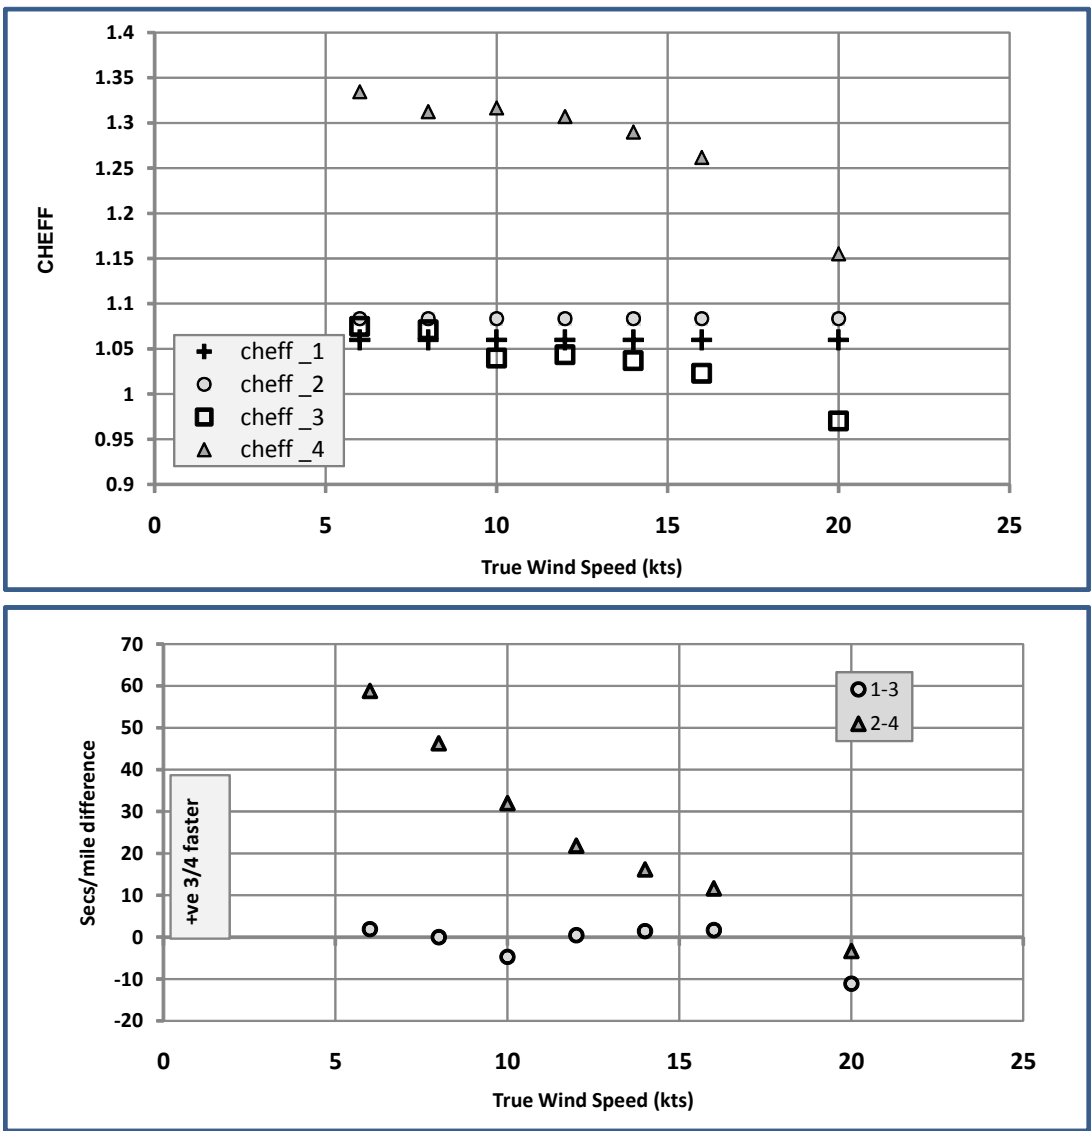 1.4
1.35
1.3
1.25
1.2
1.15
1.1
1.05
1
0.95
0.9
CHEFF
cheff _1
cheff _2
cheff _3
cheff _4
0 5 10 15 20 25
True Wind Speed (kts)
70
60
50
40
30
20
10
0
-10
-20
Secs/mile difference
+ve 3/4 faster
1-3
2-4
0 5 10 15 20 25
True Wind Speed (kts)